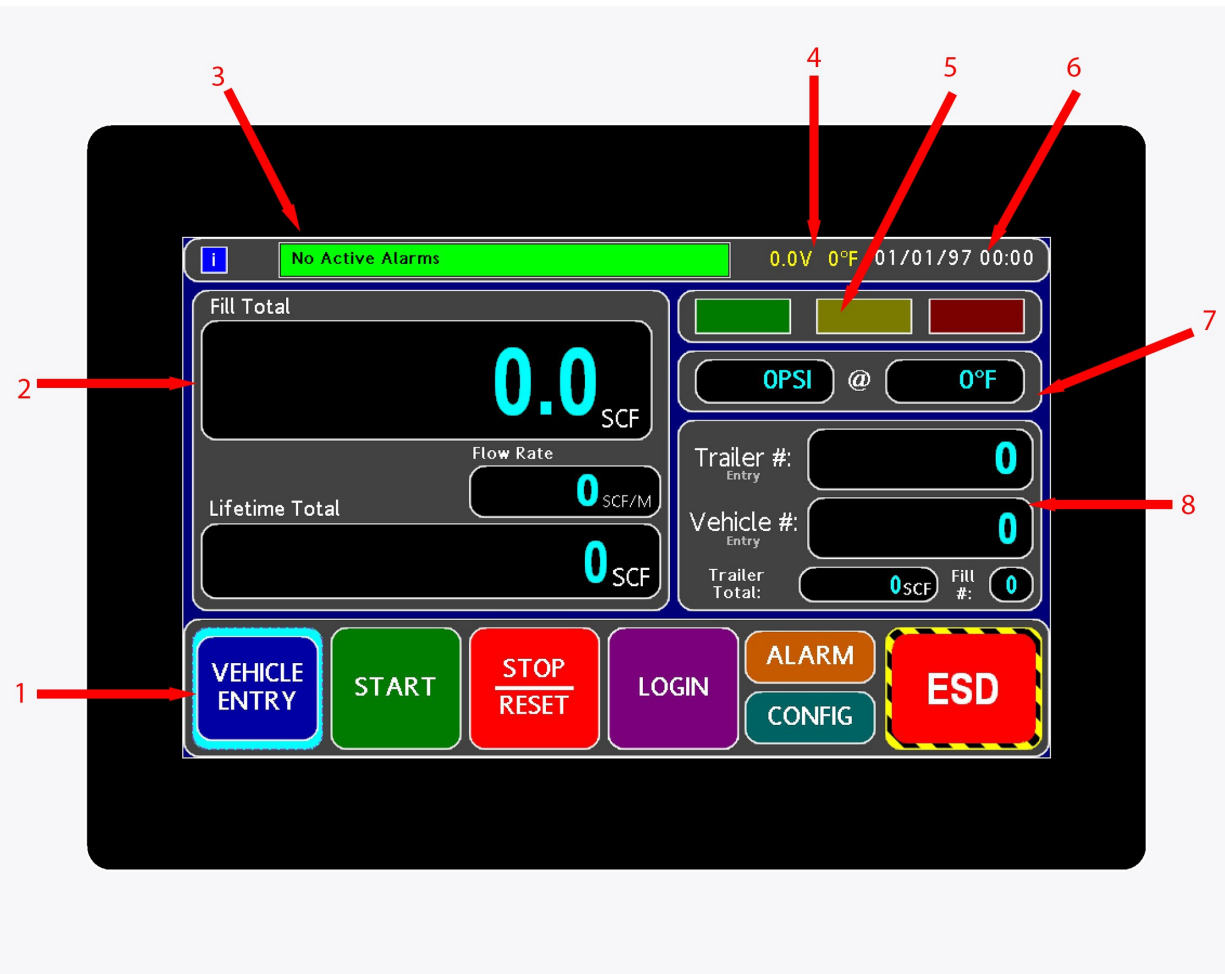 3
4
5
6
i
No Active Alarms
0.0V 0°F 01/01/97 00:00
Fill Total
0.0 SCF
7
0PSI @ 0°F
2
Flow Rate
0 SCF/M
Lifetime Total
0 SCF
Trailer #: 0
Entry
8
Vehicle #: 0
Entry
Trailer
Total:
0 SCF
Fill
#:
0
1
VEHICLE
ENTRY
START
STOP
RESET
LOGIN
ALARM
CONFIG
ESD